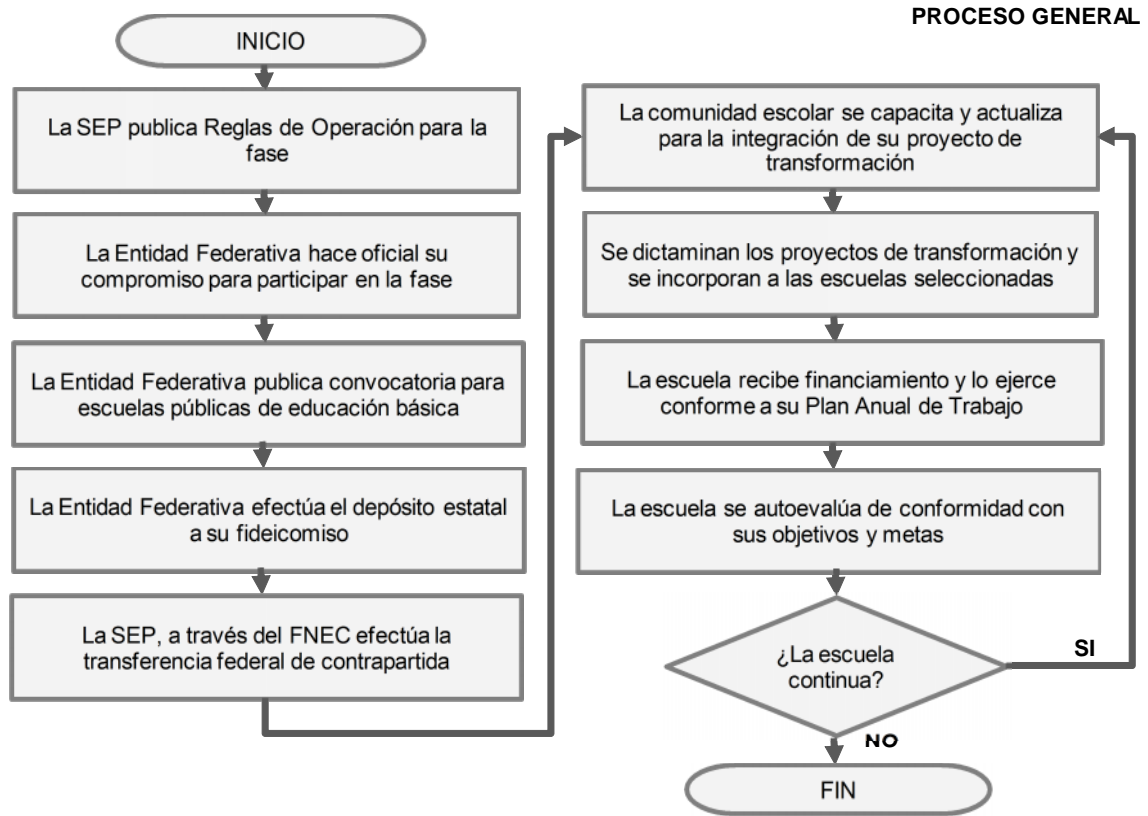 PROCESO GENERAL
INICIO
La SEP publica Reglas de Operación para la
fase
La Entidad Federativa hace oficial su
compromiso para participar en la fase
La Entidad Federativa publica convocatoria para
escuelas públicas de educación básica
La Entidad Federativa efectúa el depósito estatal
a su fideicomiso
La SEP, a través del FNEC efectúa la
transferencia federal de contrapartida
La comunidad escolar se capacita y actualiza
para la integración de su proyecto de
transformación
Se dictaminan los proyectos de transformación y
se incorporan a las escuelas seleccionadas
La escuela recibe financiamiento y lo ejerce
conforme a su Plan Anual de Trabajo
La escuela se autoevalúa de conformidad con
sus objetivos y metas
¿La escuela
continua?
SI
NO
FIN